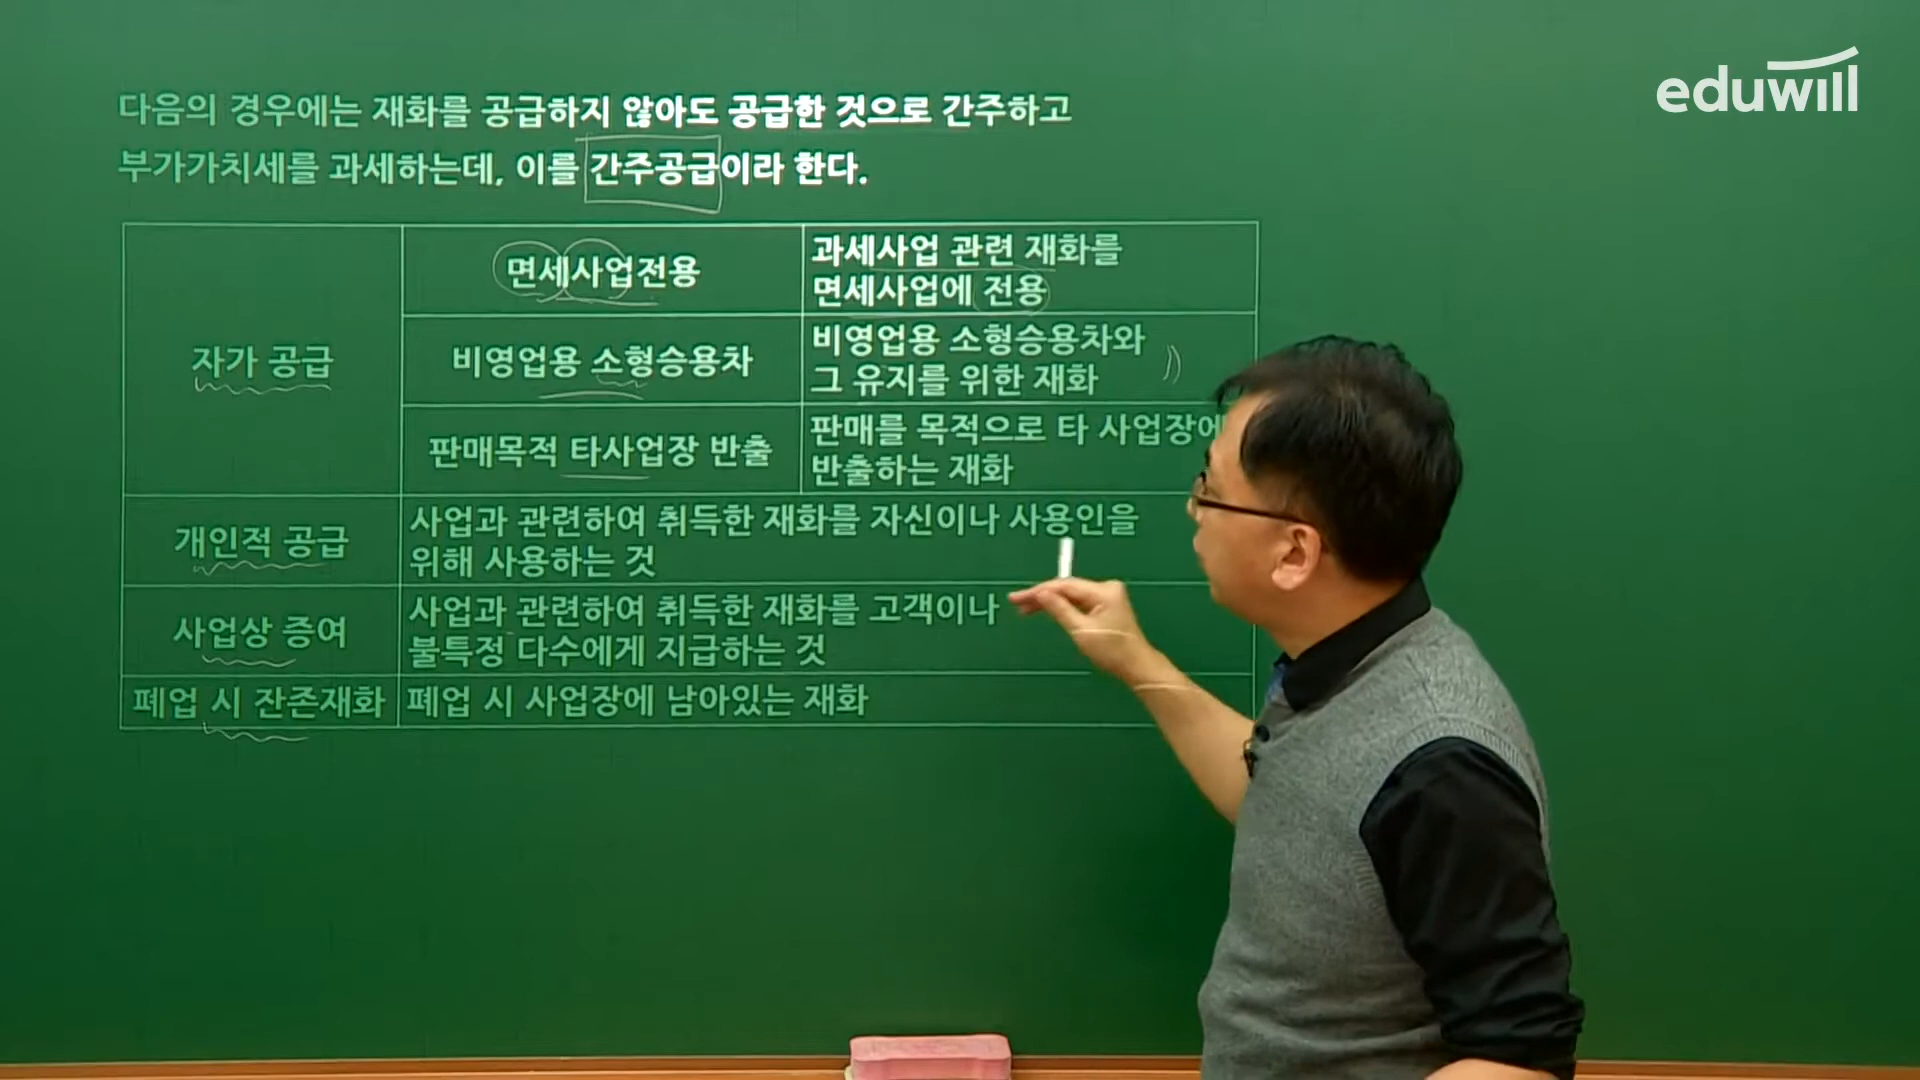 eduwill
다음의 경우에는 재화를 공급하지 않아도 공급한 것으로 간주하고
부가가치세를 과세하는데, 이를 간주공급이라 한다.
자가 공급
면세사업전용
과세사업 관련 재화를
면세사업에 전용
비영업용 소형승용차
비영업용 소형승용차와
그 유지를 위한 재화
판매목적 타사업장 반출
판매를 목적으로 타 사업장에
반출하는 재화
개인적 공급
사업과 관련하여 취득한 재화를 자신이나 사용인을
위해 사용하는 것
사업상 증여
사업과 관련하여 취득한 재화를 고객이나
불특정 다수에게 지급하는 것
폐업 시 잔존재화
폐업 시 사업장에 남아있는 재화